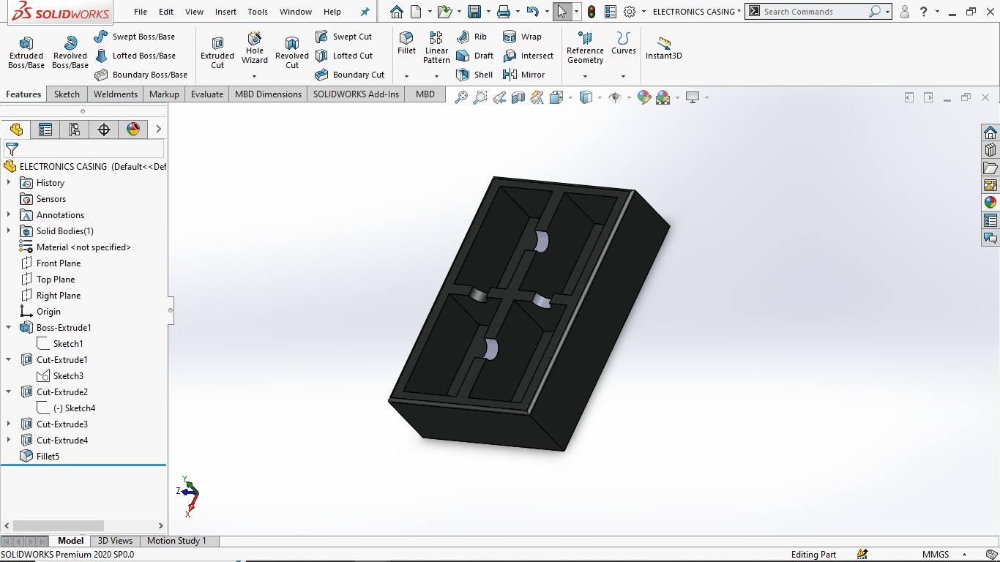 SOLIDWORKS File Edit View Insert Tools Window Help ELECTRONICS CASING * Search Commands ?
Extruded Boss/Base
Revolved Boss/Base
Swept Boss/Base
Lofted Boss/Base
Boundary Boss/Base
Extruded Cut
Hole Wizard
Revolved Cut
Swept Cut
Lofted Cut
Boundary Cut
Fillet
Linear Pattern
Rib
Draft
Shell
Wrap
Intersect
Mirror
Reference Geometry
Curves
Instant3D
Features Sketch Weldments Markup Evaluate MBD Dimensions SOLIDWORKS Add-Ins MBD
ELECTRONICS CASING (Default<<Def
History
Sensors
A Annotations
Solid Bodies(1)
Material <not specified>
Front Plane
Top Plane
Right Plane
Origin
Boss-Extrude1
Sketch1
Cut-Extrude1
Sketch3
Cut-Extrude2
(-) Sketch4
Cut-Extrude3
Cut-Extrude4
Fillet5
Y
Z
X
Model 3D Views Motion Study 1
SOLIDWORKS Premium 2020 SP0.0 Editing Part MMGS